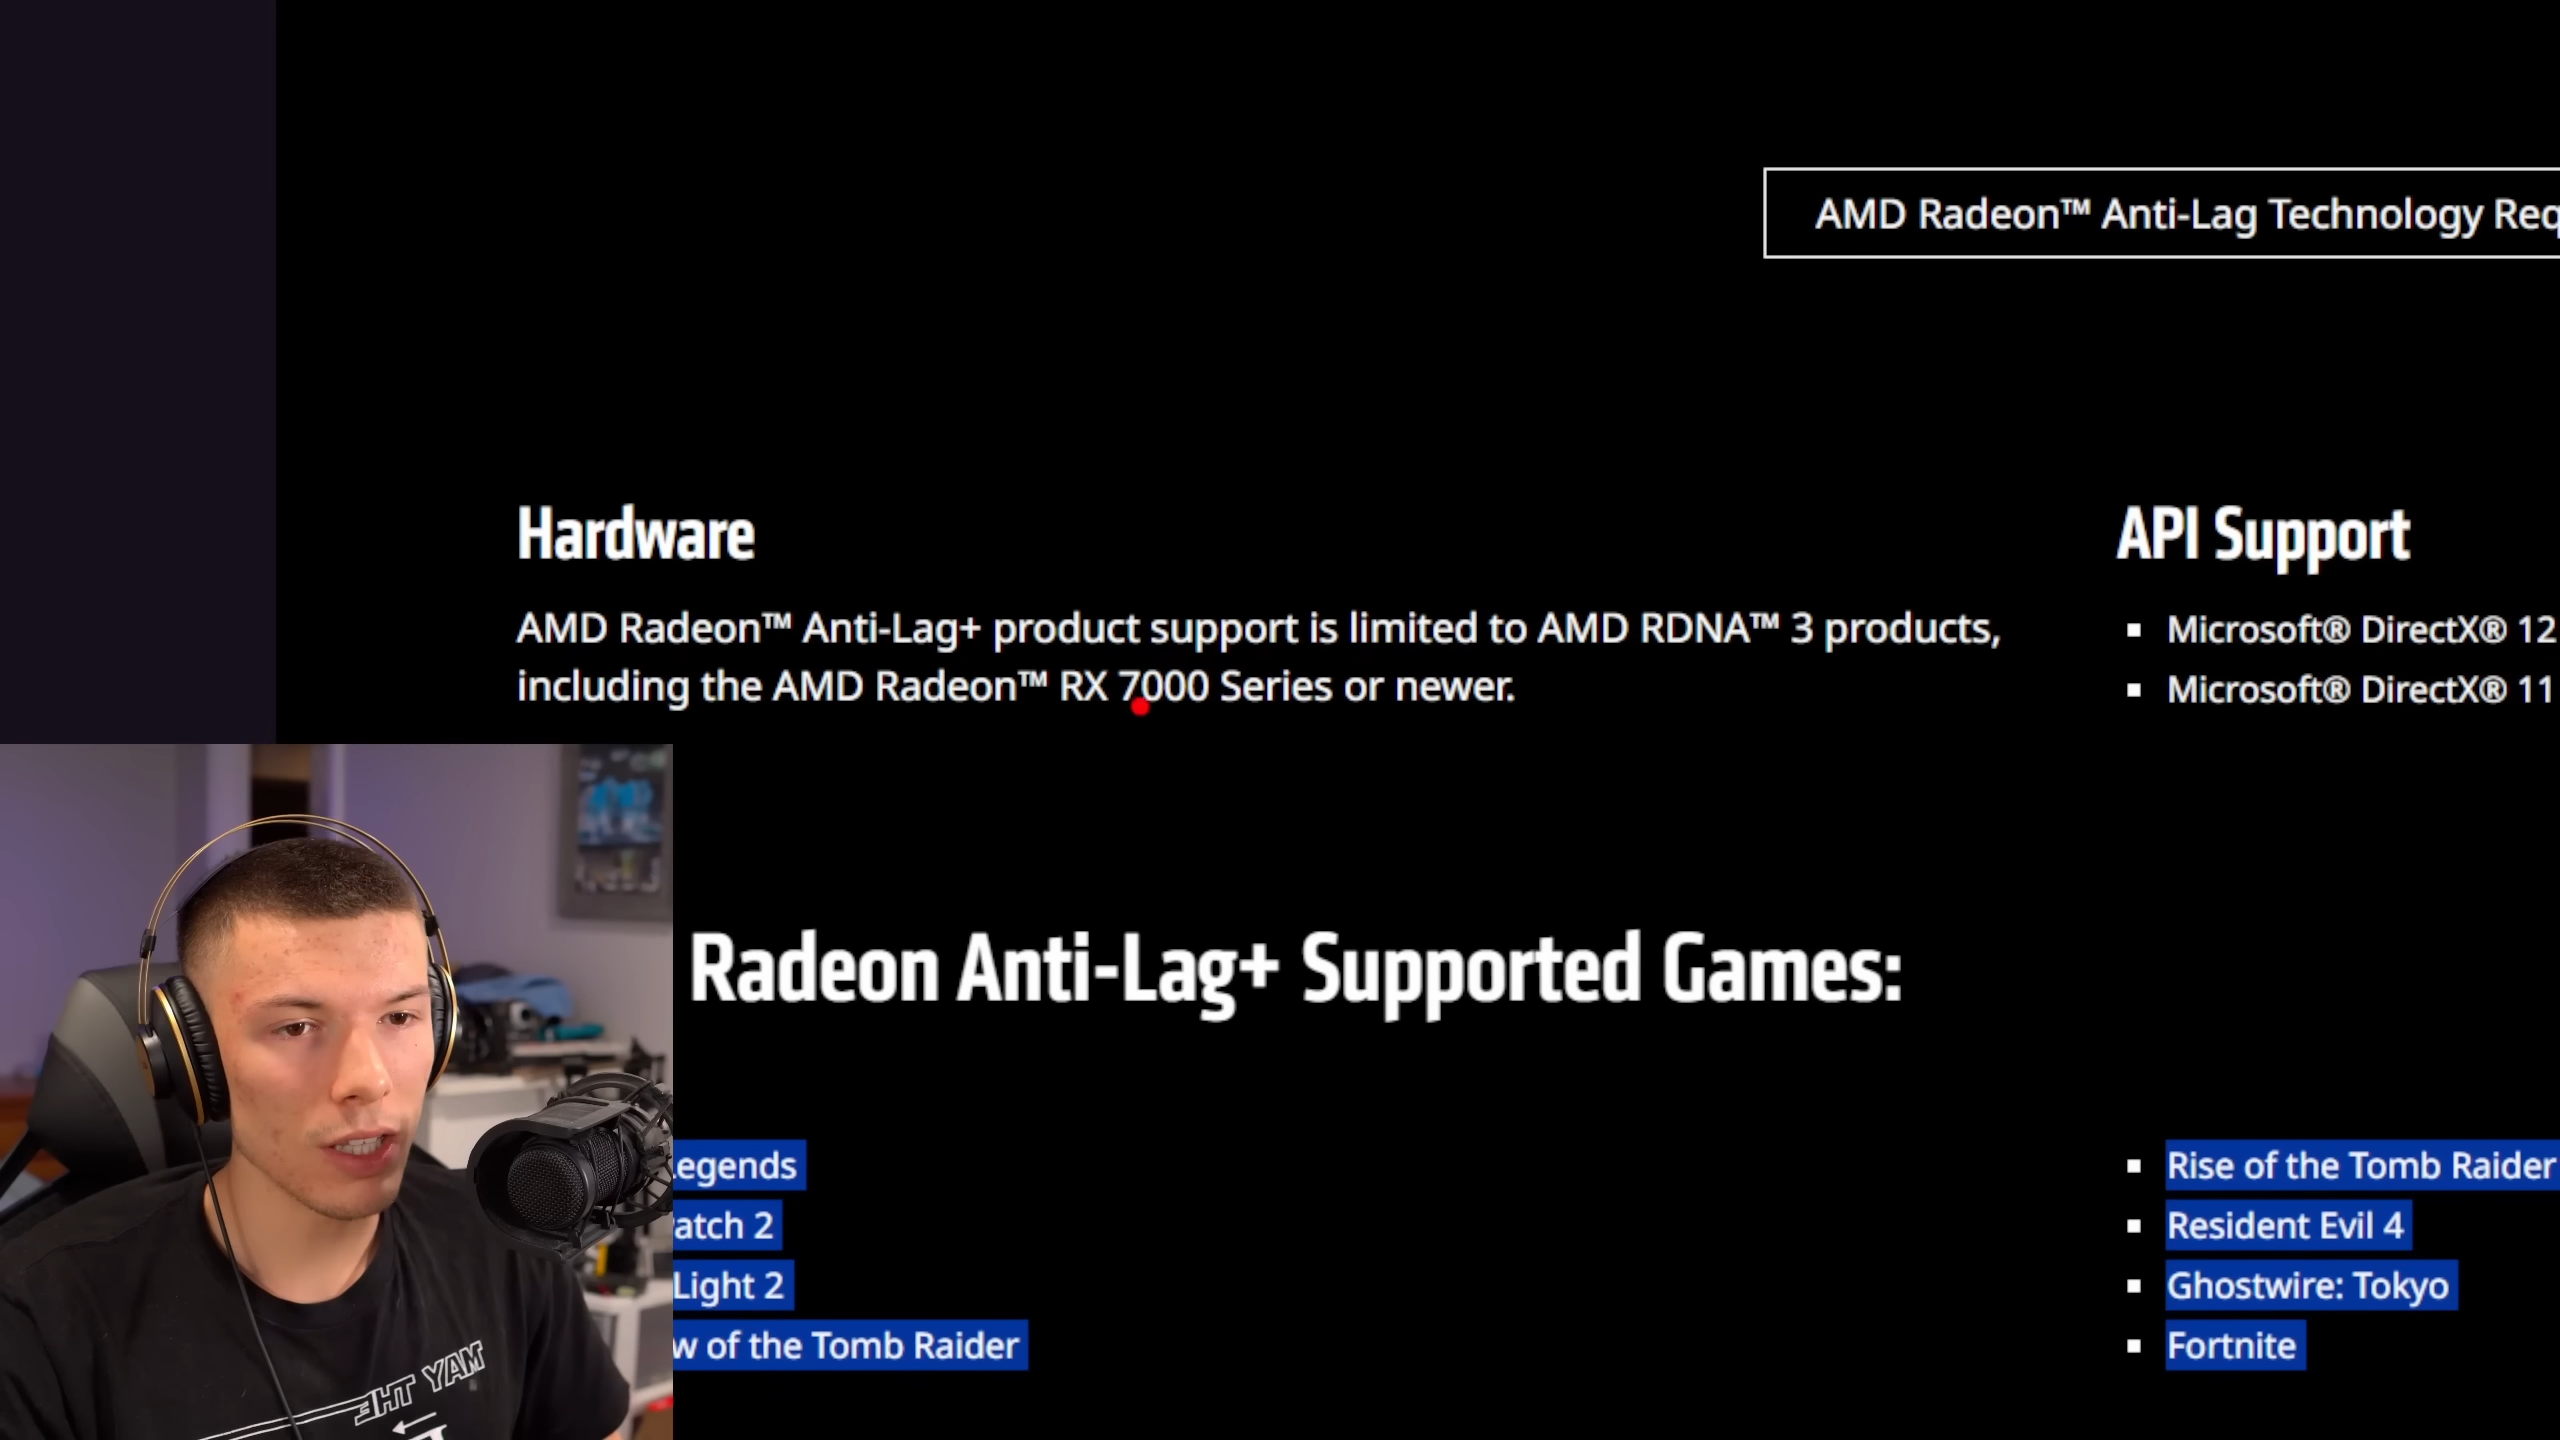 AMD Radeon™ Anti-Lag Technology Req
Hardware
AMD Radeon™ Anti-Lag+ product support is limited to AMD RDNA™ 3 products,
including the AMD Radeon™ RX 7000 Series or newer.
API Support
Microsoft® DirectX® 12
Microsoft® DirectX® 11
Radeon Anti-Lag+ Supported Games:
egends
atch 2
Light 2
w of the Tomb Raider
Rise of the Tomb Raider
Resident Evil 4
Ghostwire: Tokyo
Fortnite
MAY THE